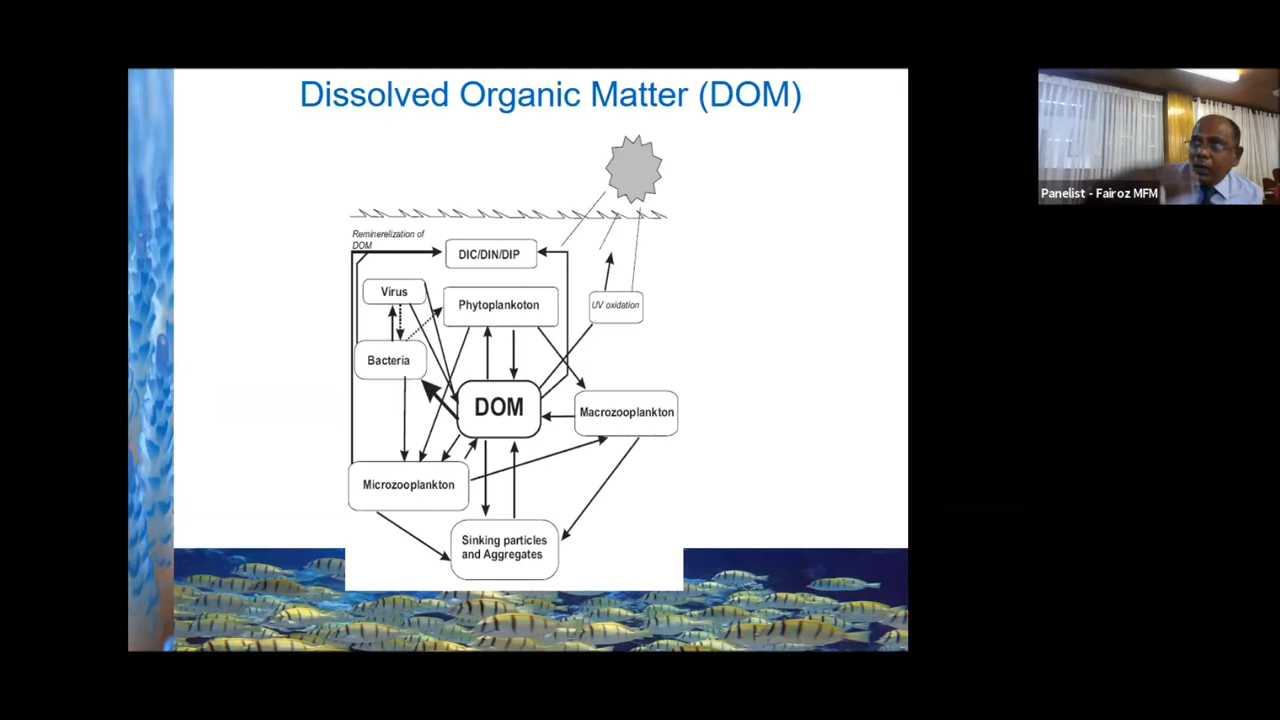 Dissolved Organic Matter (DOM)
Panelist - Fairoz MFM
Reminerelization of
DOM
DIC/DIN/DIP
Virus
Phytoplankoton
UV oxidation
Bacteria
DOM
Macrozooplankton
Microzooplankton
Sinking particles
and Aggregates